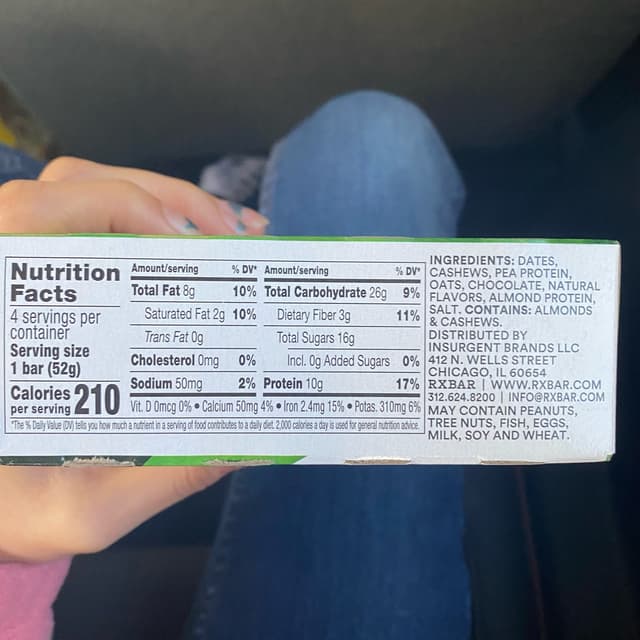 Nutrition
Facts
4 servings per
container
Serving size
1 bar (52g)
Calories
per serving 210
Amount/serving % DV*
Total Fat 8g 10%
Saturated Fat 2g 10%
Trans Fat 0g
Cholesterol 0mg 0%
Sodium 50mg 2%
Amount/serving % DV*
Total Carbohydrate 26g 9%
Dietary Fiber 3g 11%
Total Sugars 16g
Incl. 0g Added Sugars 0%
Protein 10g 17%
Vit. D 0mcg 0% • Calcium 50mg 4% • Iron 2.4mg 15% • Potas. 310mg 6%
*The % Daily Value (DV) tells you how much a nutrient in a serving of food contributes to a daily diet. 2,000 calories a day is used for general nutrition advice.
INGREDIENTS: DATES,
CASHEWS, PEA PROTEIN,
OATS, CHOCOLATE, NATURAL
FLAVORS, ALMOND PROTEIN,
SALT. CONTAINS: ALMONDS
& CASHEWS.
DISTRIBUTED BY
INSURGENT BRANDS LLC
412 N. WELLS STREET
CHICAGO, IL 60654
RXBAR | WWW.RXBAR.COM
312.624.8200 | INFO@RXBAR.COM
MAY CONTAIN PEANUTS,
TREE NUTS, FISH, EGGS,
MILK, SOY AND WHEAT.